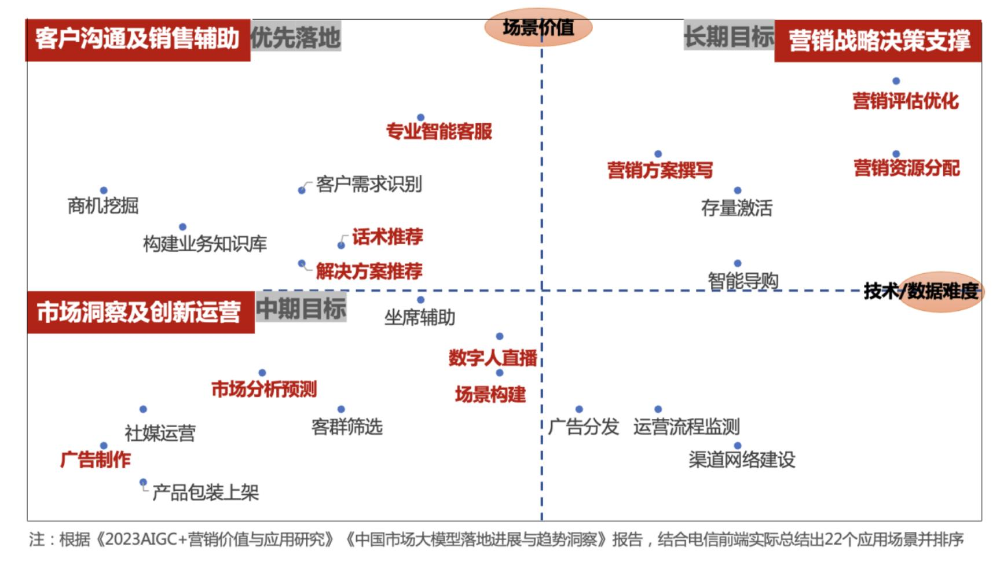 客户沟通及销售辅助 优先落地 场景价值 长期目标 营销战略决策支撑
营销评估优化
专业智能客服
营销方案撰写 营销资源分配
客户需求识别
商机挖掘 存量激活
构建业务知识库 话术推荐
解决方案推荐
智能导购
技术/数据难度
市场洞察及创新运营 中期目标
坐席辅助
数字人直播
市场分析预测 场景构建
社媒运营 客群筛选 广告分发 运营流程监测
广告制作 渠道网络建设
产品包装上架
注：根据《2023AIGC+营销价值与应用研究》《中国市场大模型落地进展与趋势洞察》报告，结合电信前端实际总结出22个应用场景并排序